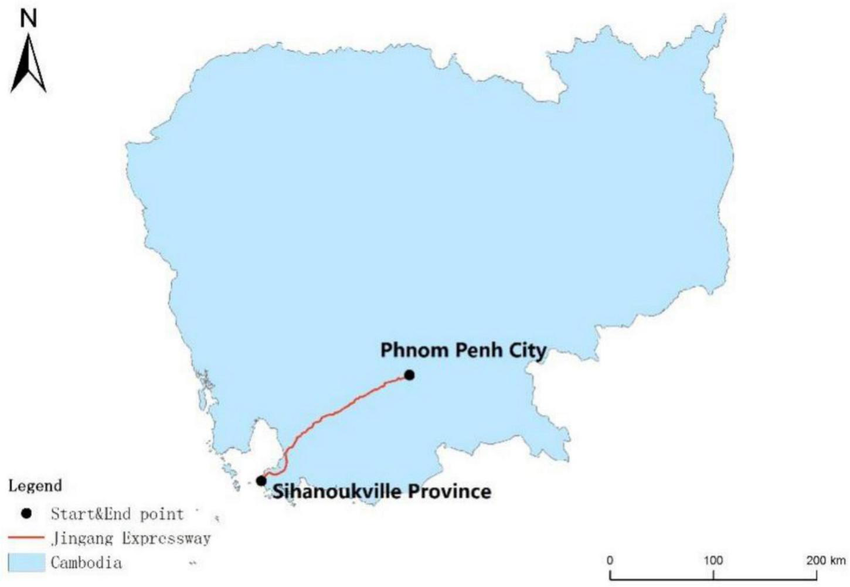 N
Phnom Penh City
Sihanoukville Province
Legend
Start&End point
Jingang Expressway
Cambodia
0 100 200 km